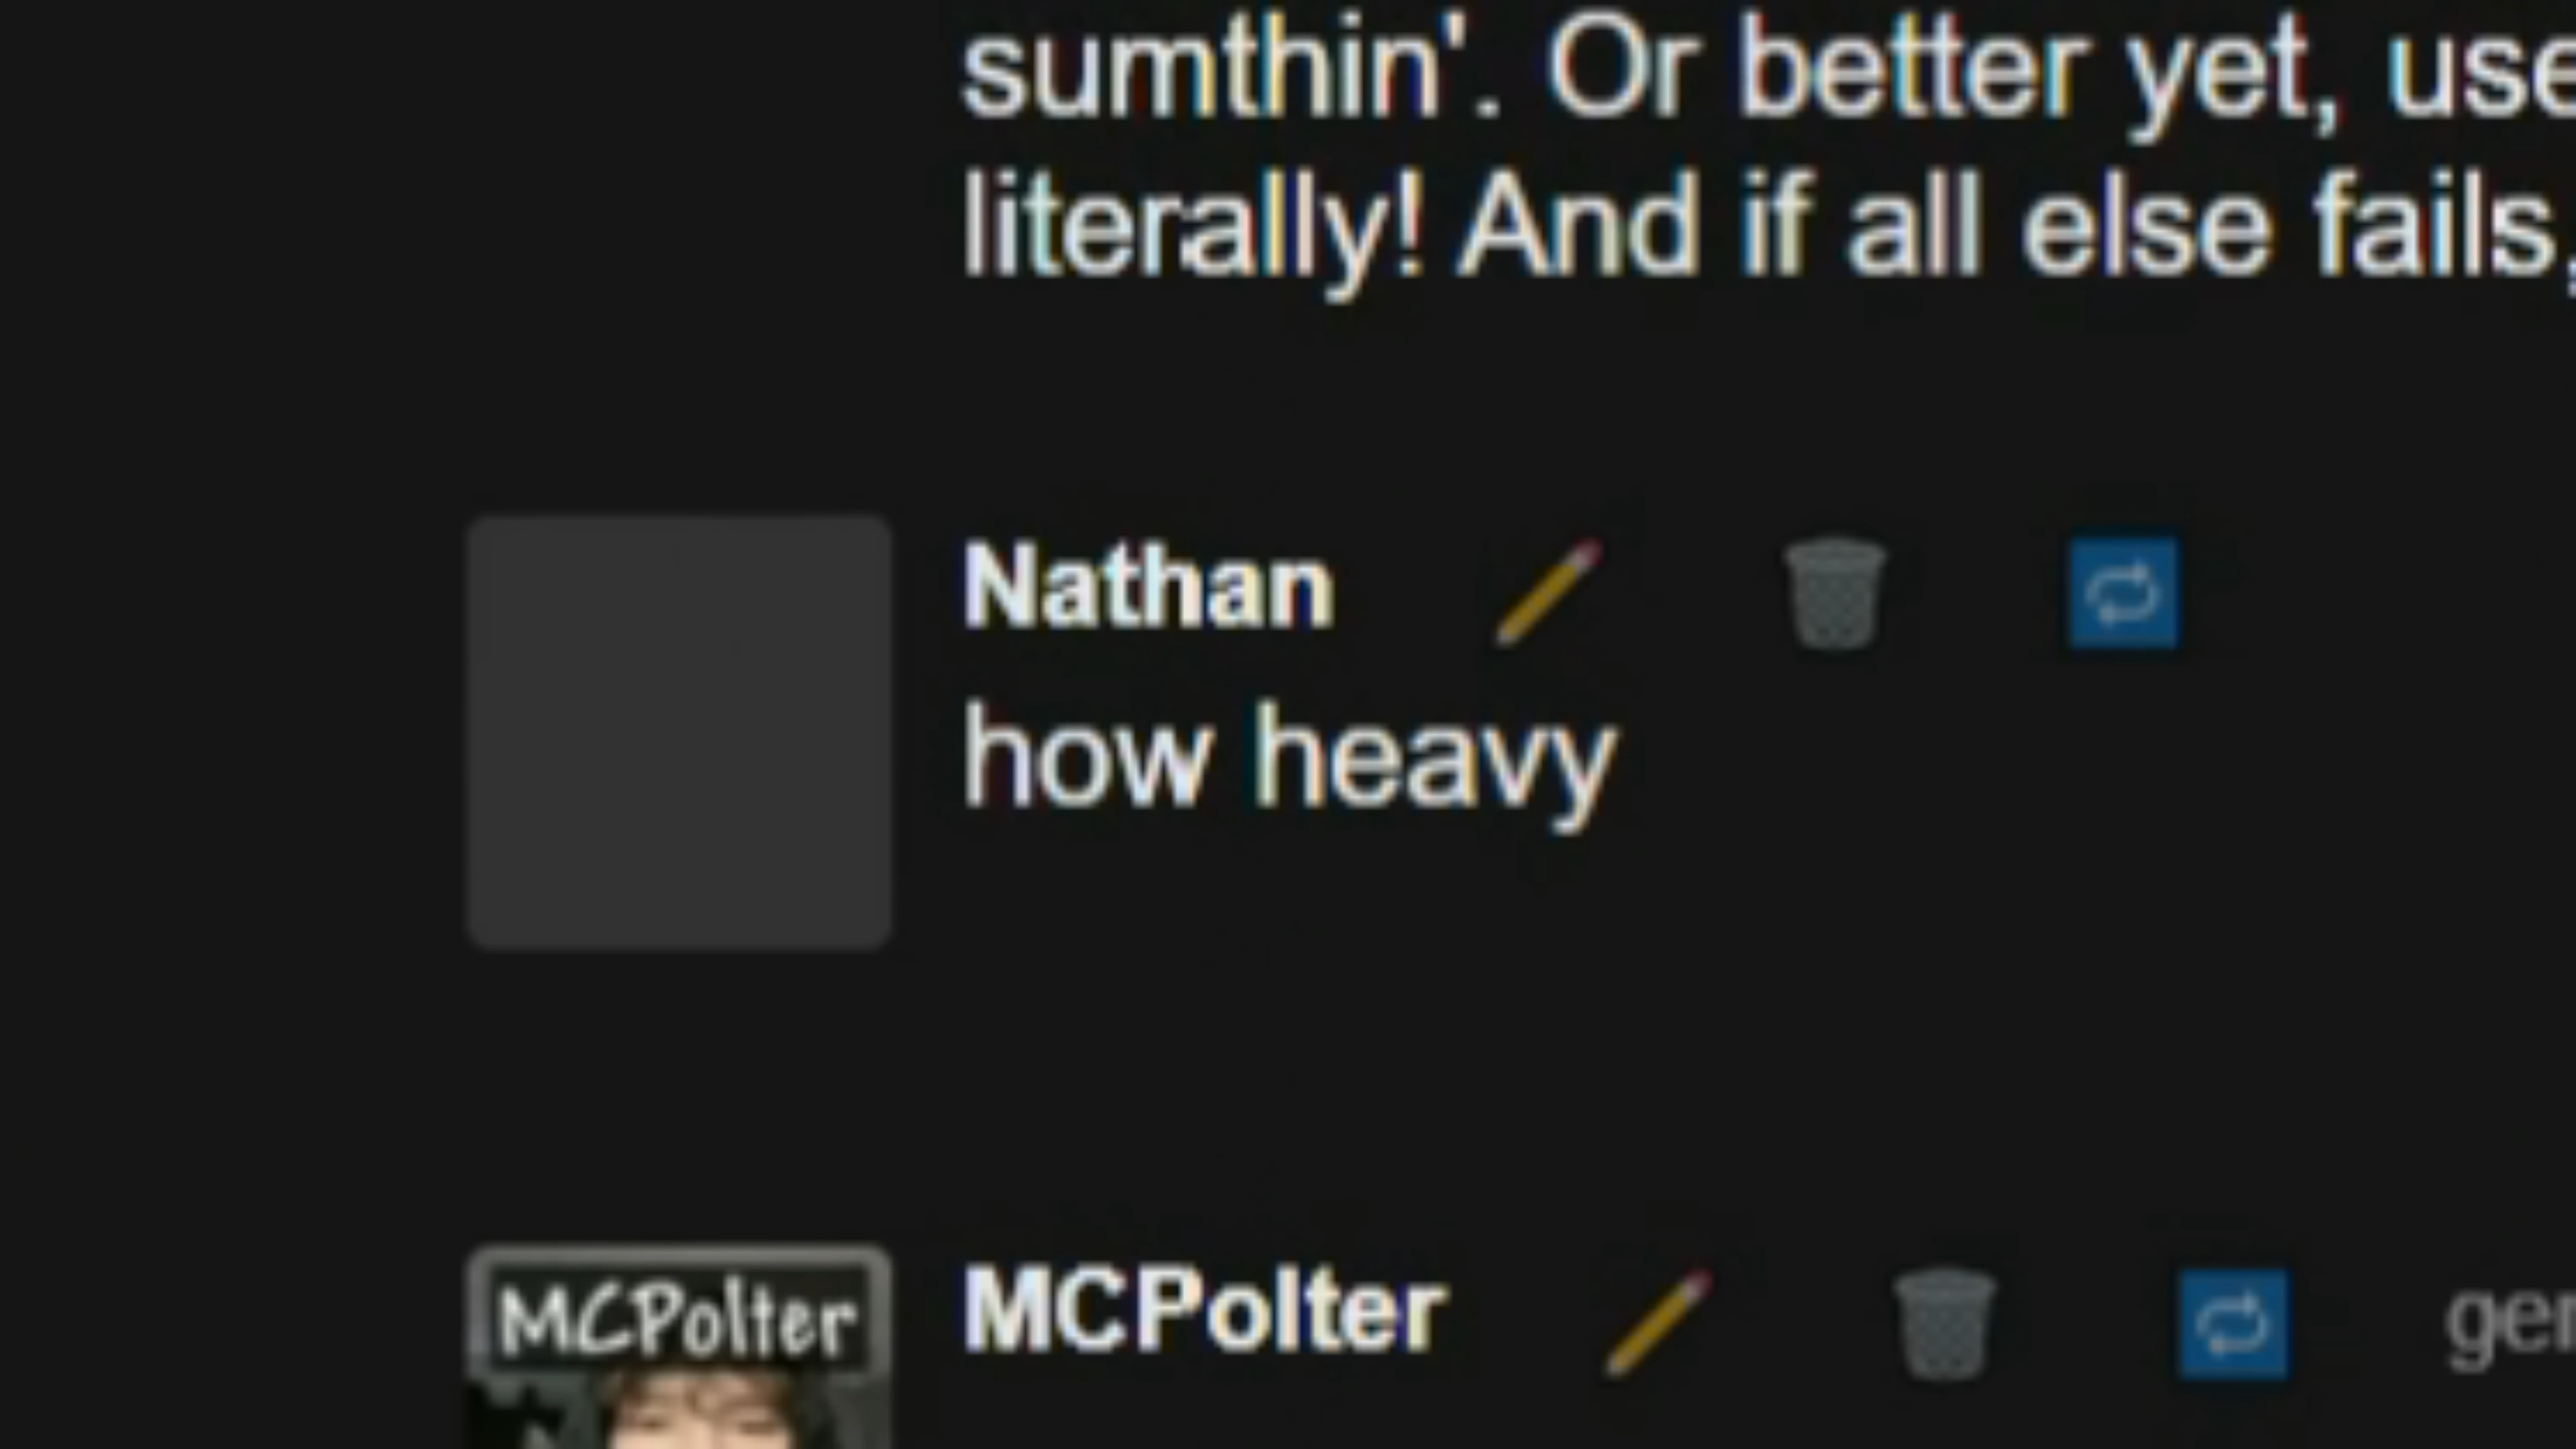 sumthin'. Or better yet, use
literally! And if all else fails,
Nathan
how heavy
MCPolter
MCPolter